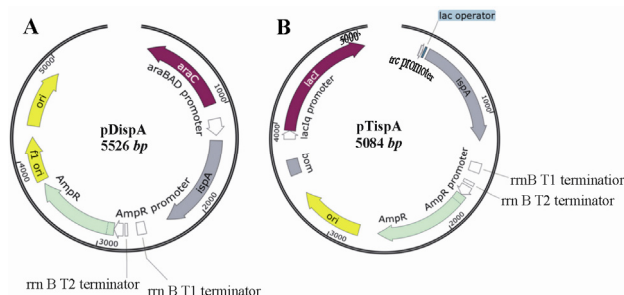 A
5000
araC
araBAD promoter
1000
ori
pDispA
5526 bp
ispA
f1 ori
4000
AmpR
AmpR promoter
2000
3000
rrn B T2 terminator
rrn B T1 terminator
B
5000
lac operator
trc promoter
lacI
ispA
1000
lacIq promoter
4000
pTispA
5084 bp
bom
AmpR promoter
rrnB T1 terminatior
rrn B T2 terminator
AmpR
2000
ori
3000